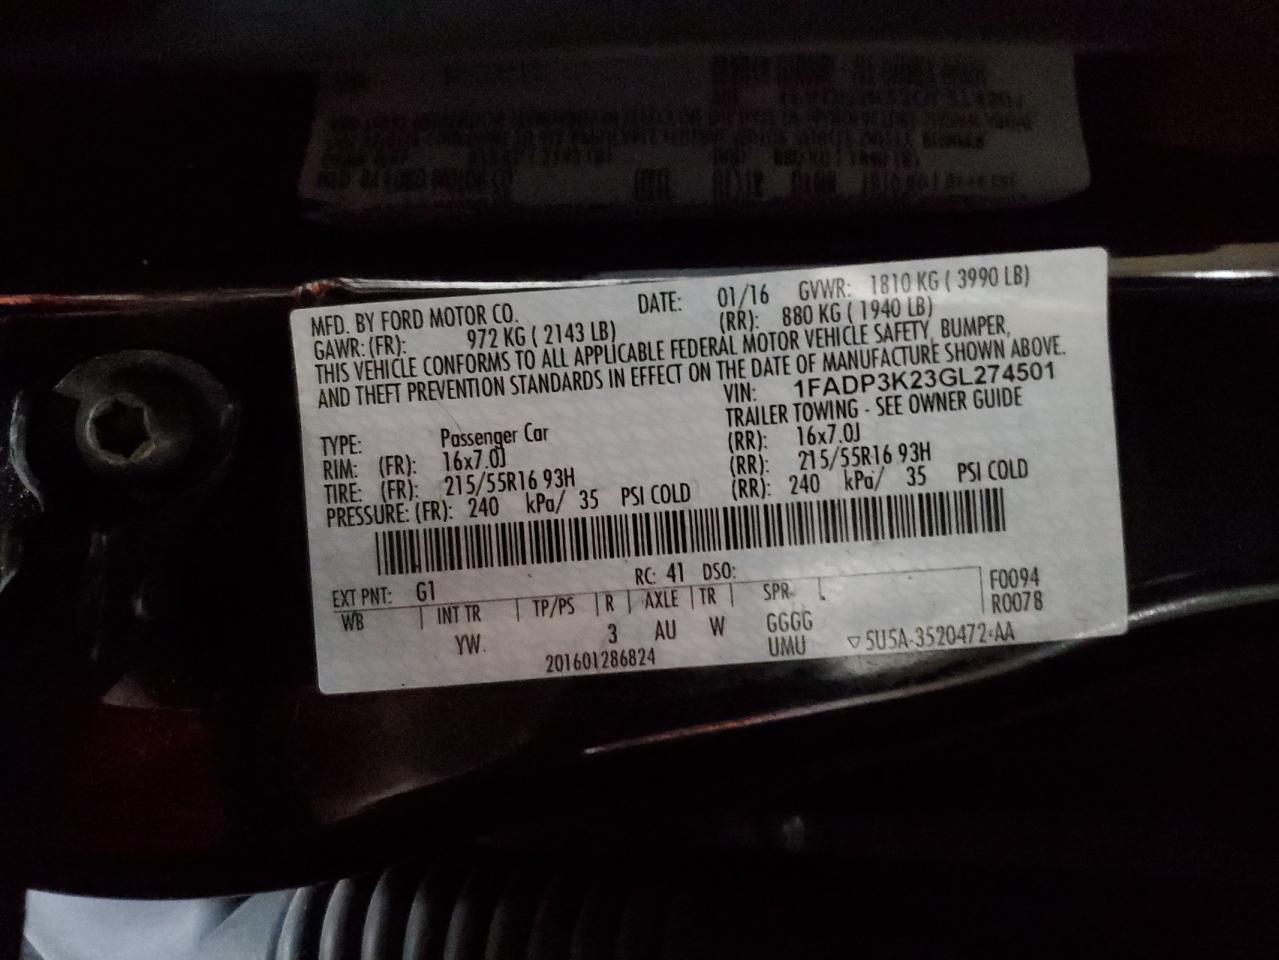 MFD. BY FORD MOTOR CO. DATE: 01/16 GVWR: 1810 KG ( 3990 LB)
GAWR: (FR): 972 KG ( 2143 LB) (RR): 880 KG ( 1940 LB)
THIS VEHICLE CONFORMS TO ALL APPLICABLE FEDERAL MOTOR VEHICLE SAFETY, BUMPER,
AND THEFT PREVENTION STANDARDS IN EFFECT ON THE DATE OF MANUFACTURE SHOWN ABOVE.
VIN: 1FADP3K23GL274501
TYPE: Passenger Car TRAILER TOWING - SEE OWNER GUIDE
RIM: (FR): 16x7.0J (RR): 16x7.0J
TIRE: (FR): 215/55R16 93H (RR): 215/55R16 93H
PRESSURE: (FR): 240 kPa/ 35 PSI COLD (RR): 240 kPa/ 35 PSI COLD
EXT PNT: G1 RC: 41 DSO: F0094
WB INT TR TP/PS R AXLE TR SPR R0078
YW 3 AU W GGGG
201601286824 UMU ▽5U5A-3520472-AA